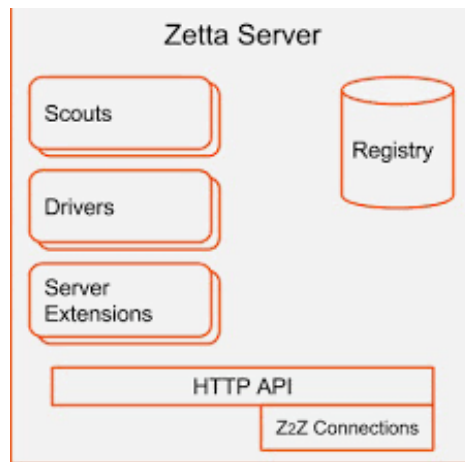 Zetta Server
Scouts
Registry
Drivers
Server
Extensions
HTTP API
Z2Z Connections